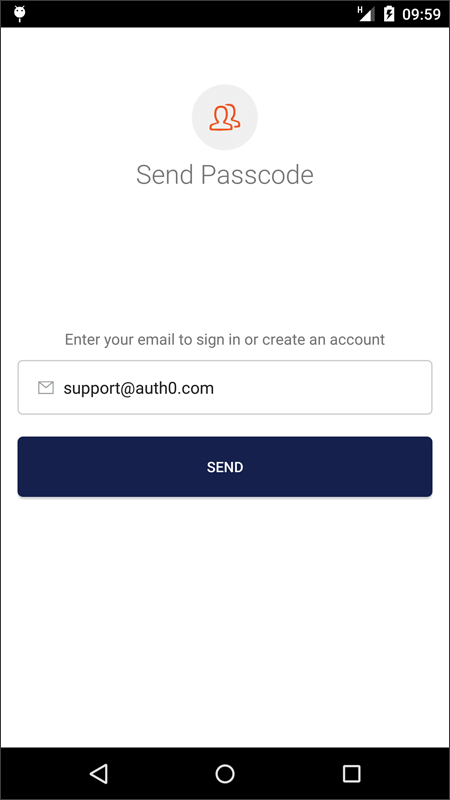 H 09:59
Send Passcode
Enter your email to sign in or create an account
support@auth0.com
SEND